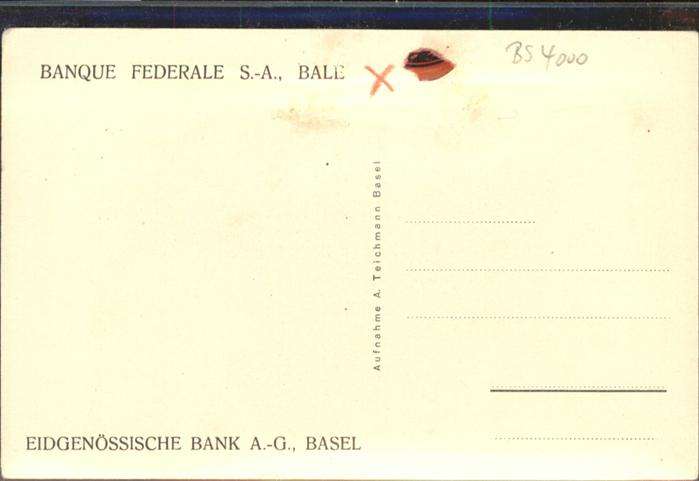 BANQUE FEDERALE S.-A., BALE
BS 4000
Aufnahme A. Teichmann Basel
EIDGENÖSSISCHE BANK A.-G., BASEL